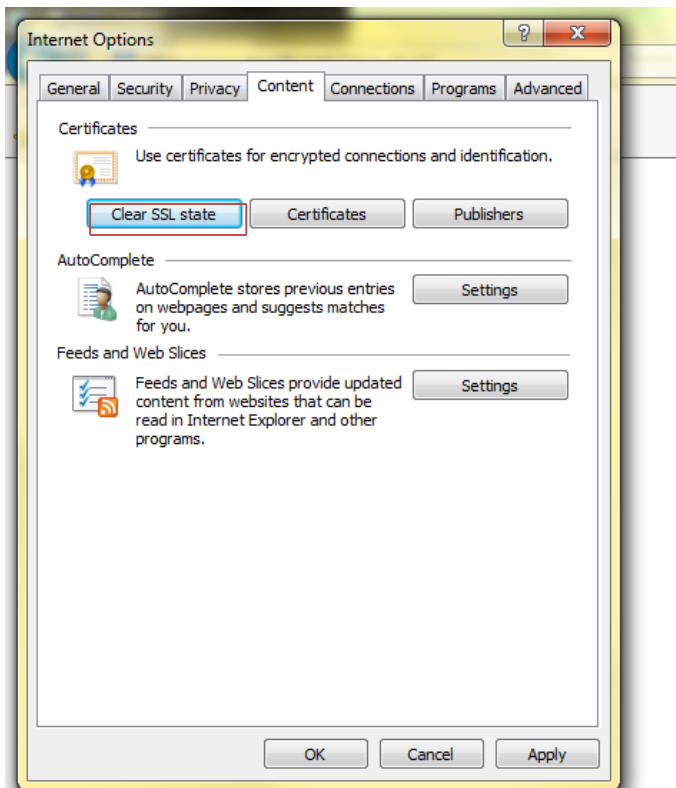 Internet Options
?
X
General Security Privacy Content Connections Programs Advanced
Certificates
Use certificates for encrypted connections and identification.
Clear SSL state Certificates Publishers
AutoComplete
AutoComplete stores previous entries
on webpages and suggests matches
for you.
Settings
Feeds and Web Slices
Feeds and Web Slices provide updated
content from websites that can be
read in Internet Explorer and other
programs.
Settings
OK Cancel Apply